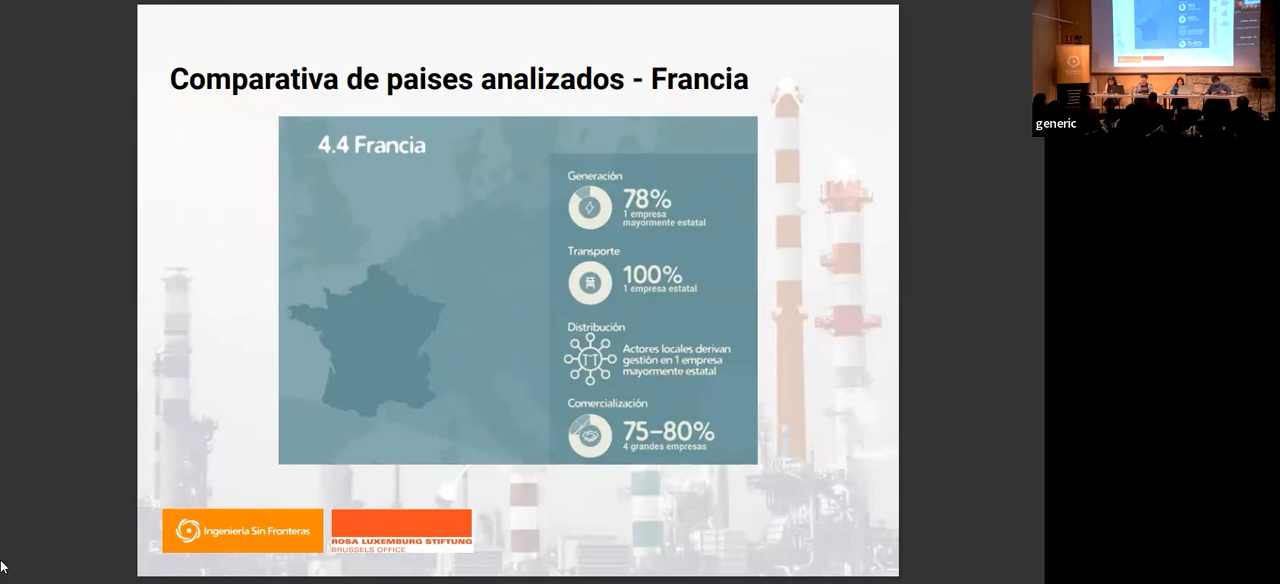 Comparativa de paises analizados - Francia
4.4 Francia
Generación
78%
1 empresa
mayormente estatal
Transporte
100%
1 empresa estatal
Distribución
Actores locales derivan
gestión en 1 empresa
mayormente estatal
Comercialización
75–80%
4 grandes empresas
Ingeniería Sin Fronteras
ROSA LUXEMBURG STIFTUNG
BRUSSELS OFFICE
generic